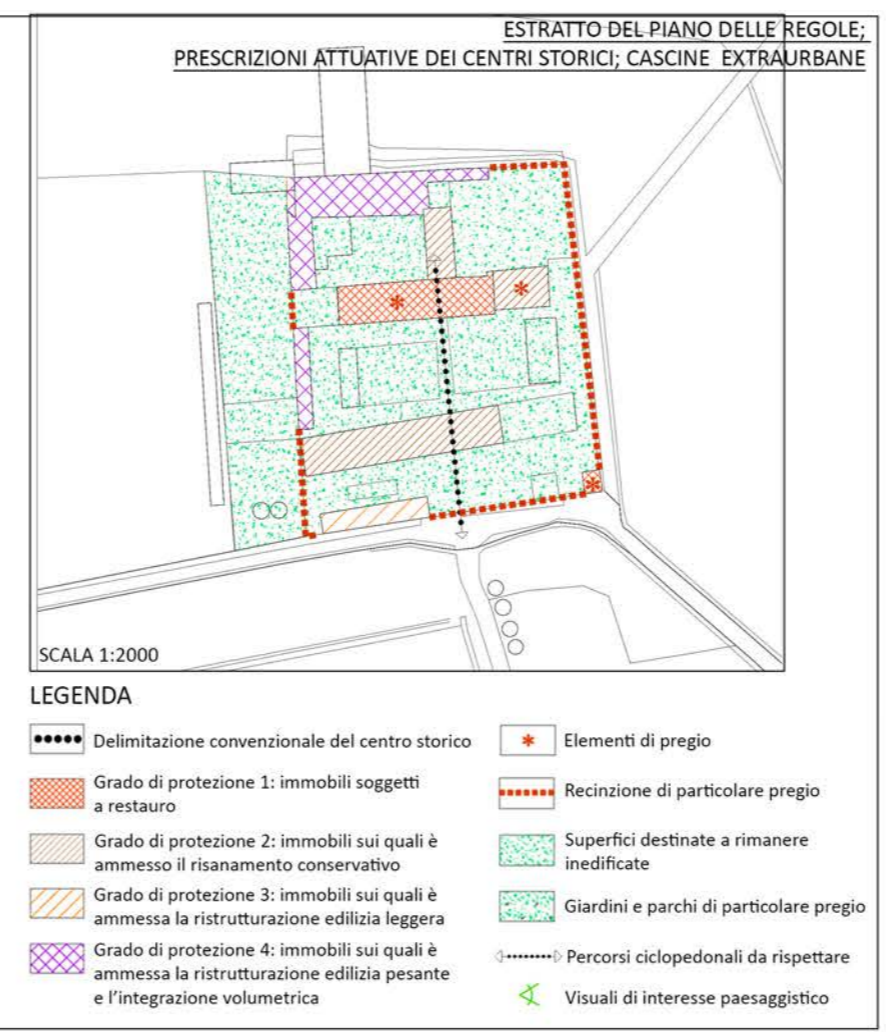 ESTRATTO DEL PIANO DELLE REGOLE;
PRESCRIZIONI ATTUATIVE DEI CENTRI STORICI; CASCINE EXTRAURBANE
SCALA 1:2000
LEGENDA
Delimitazione convenzionale del centro storico
Grado di protezione 1: immobili soggetti
a restauro
Grado di protezione 2: immobili sui quali è
ammesso il risanamento conservativo
Grado di protezione 3: immobili sui quali è
ammessa la ristrutturazione edilizia leggera
Grado di protezione 4: immobili sui quali è
ammessa la ristrutturazione edilizia pesante
e l'integrazione volumetrica
Elementi di pregio
Recinzione di particolare pregio
Superfici destinate a rimanere
inedificate
Giardini e parchi di particolare pregio
Percorsi ciclopedonali da rispettare
Visuali di interesse paesaggistico